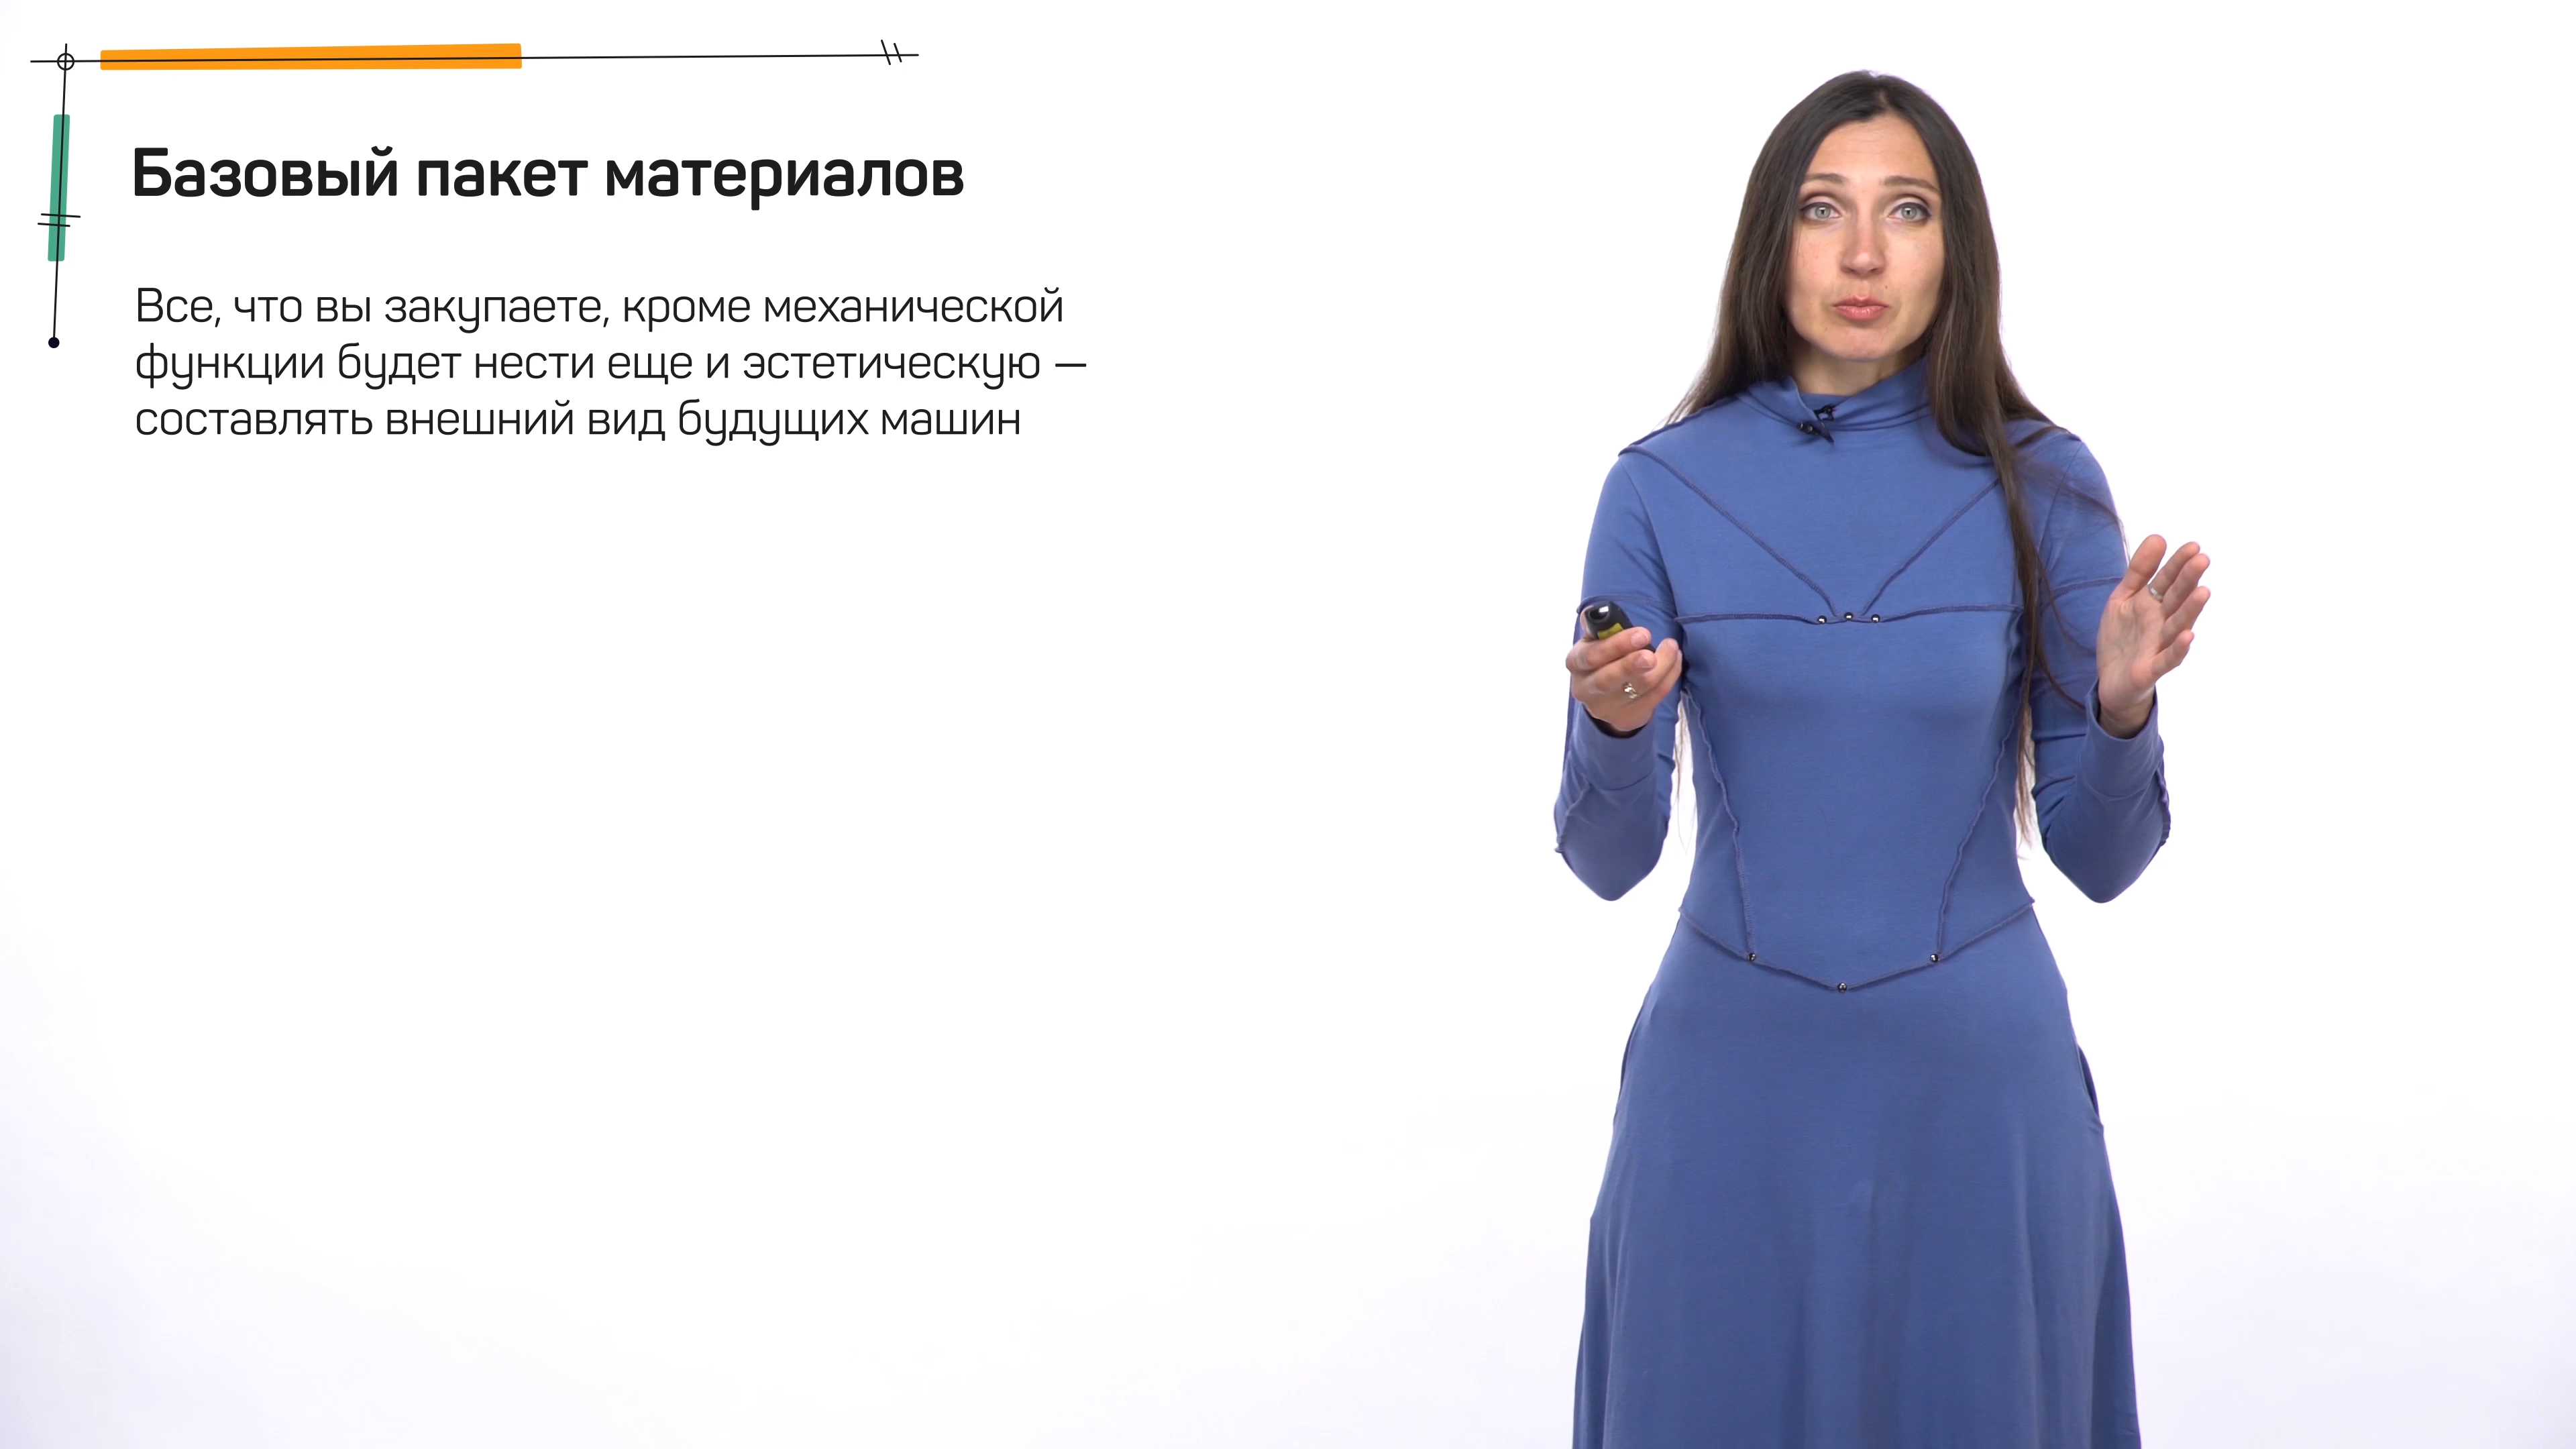 Базовый пакет материалов
Все, что вы закупаете, кроме механической
функции будет нести еще и эстетическую —
составлять внешний вид будущих машин